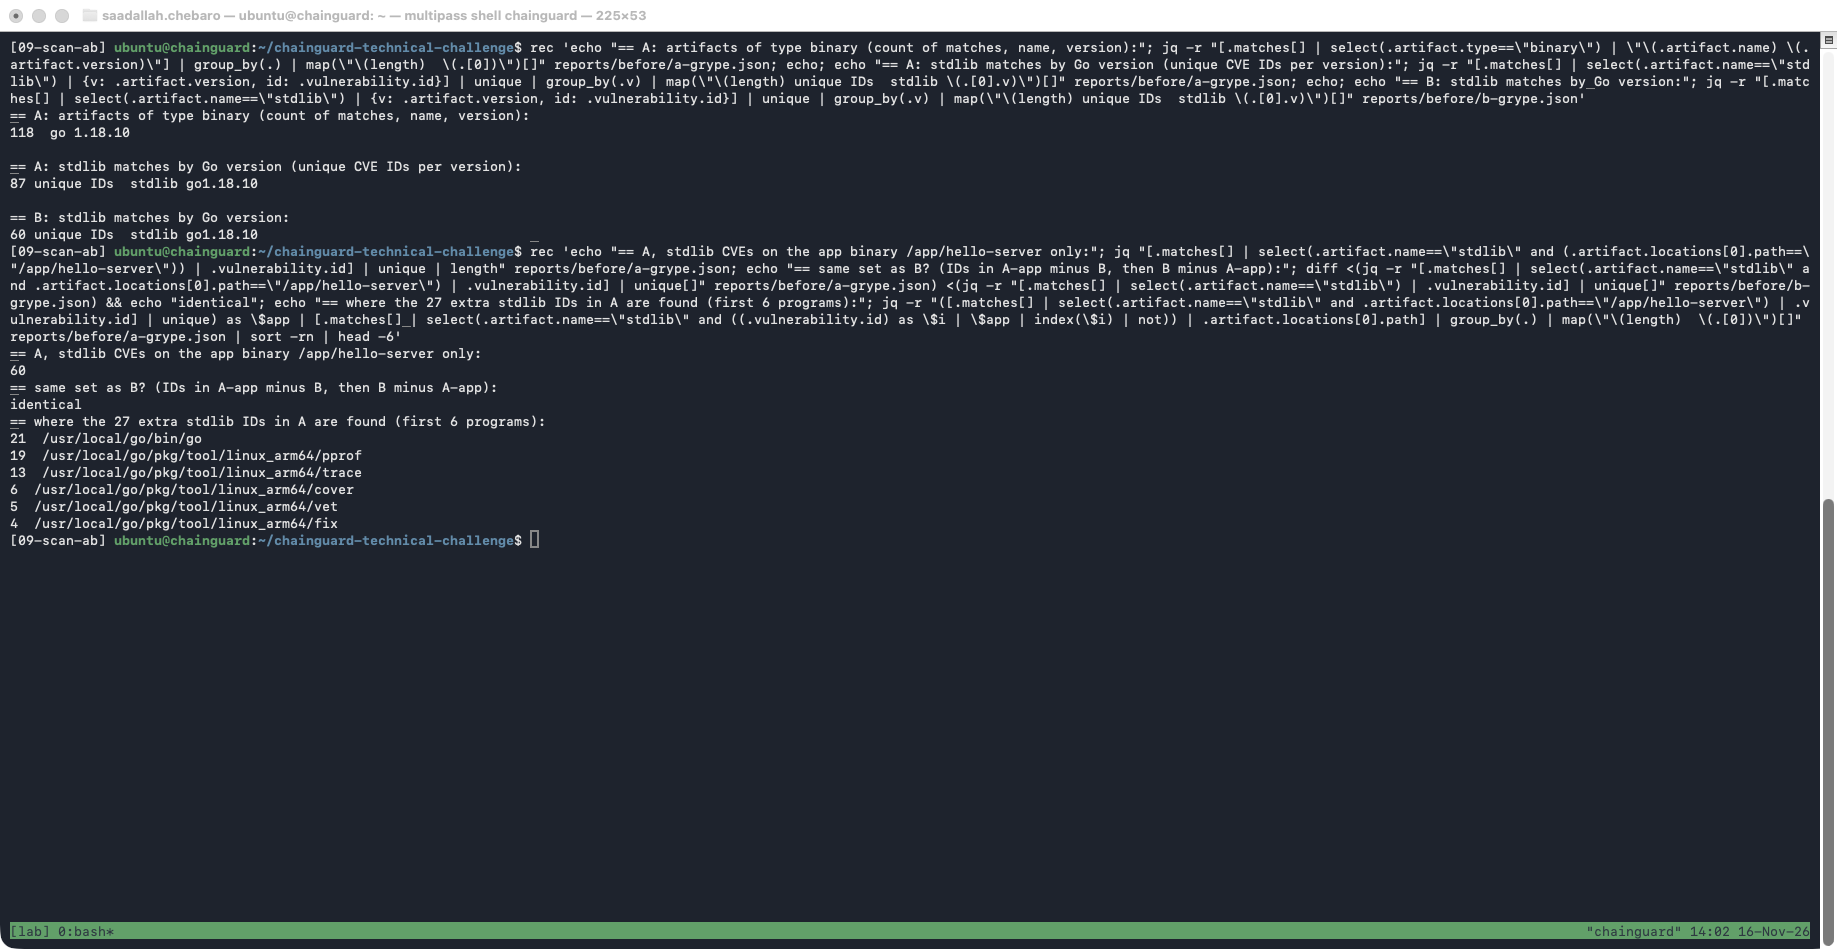 saadallah.chebaro — ubuntu@chainguard: ~ — multipass shell chainguard — 225×53
[09-scan-ab] ubuntu@chainguard:~/chainguard-technical-challenge$ rec 'echo "== A: artifacts of type binary (count of matches, name, version):"; jq -r "[.matches[] | select(.artifact.type==\"binary\") | \"\(.artifact.name) \(.
artifact.version)\"] | group_by(.) | map(\"\(length)  \(.[0])\")[]" reports/before/a-grype.json; echo; echo "== A: stdlib matches by Go version (unique CVE IDs per version):"; jq -r "[.matches[] | select(.artifact.name==\"std
lib\") | {v: .artifact.version, id: .vulnerability.id}] | unique | group_by(.v) | map(\"\(length) unique IDs  stdlib \(.[0].v)\")[]" reports/before/a-grype.json; echo; echo "== B: stdlib matches by Go version:"; jq -r "[.matc
hes[] | select(.artifact.name==\"stdlib\") | {v: .artifact.version, id: .vulnerability.id}] | unique | group_by(.v) | map(\"\(length) unique IDs  stdlib \(.[0].v)\")[]" reports/before/b-grype.json'
== A: artifacts of type binary (count of matches, name, version):
118  go 1.18.10

== A: stdlib matches by Go version (unique CVE IDs per version):
87 unique IDs  stdlib go1.18.10

== B: stdlib matches by Go version:
60 unique IDs  stdlib go1.18.10
[09-scan-ab] ubuntu@chainguard:~/chainguard-technical-challenge$ rec 'echo "== A, stdlib CVEs on the app binary /app/hello-server only:"; jq "[.matches[] | select(.artifact.name==\"stdlib\" and (.artifact.locations[0].path==\
"/app/hello-server\")) | .vulnerability.id] | unique | length" reports/before/a-grype.json; echo "== same set as B? (IDs in A-app minus B, then B minus A-app):"; diff <(jq -r "[.matches[] | select(.artifact.name==\"stdlib\" a
nd .artifact.locations[0].path==\"/app/hello-server\") | .vulnerability.id] | unique[]" reports/before/a-grype.json) <(jq -r "[.matches[] | select(.artifact.name==\"stdlib\") | .vulnerability.id] | unique[]" reports/before/b-
grype.json) && echo "identical"; echo "== where the 27 extra stdlib IDs in A are found (first 6 programs):"; jq -r "([.matches[] | select(.artifact.name==\"stdlib\" and .artifact.locations[0].path==\"/app/hello-server\") | .v
ulnerability.id] | unique) as \$app | [.matches[] | select(.artifact.name==\"stdlib\" and ((.vulnerability.id) as \$i | \$app | index(\$i) | not)) | .artifact.locations[0].path] | group_by(.) | map(\"\(length)  \(.[0])\")[]"
reports/before/a-grype.json | sort -rn | head -6'
== A, stdlib CVEs on the app binary /app/hello-server only:
60
== same set as B? (IDs in A-app minus B, then B minus A-app):
identical
== where the 27 extra stdlib IDs in A are found (first 6 programs):
21  /usr/local/go/bin/go
19  /usr/local/go/pkg/tool/linux_arm64/pprof
13  /usr/local/go/pkg/tool/linux_arm64/trace
6  /usr/local/go/pkg/tool/linux_arm64/cover
5  /usr/local/go/pkg/tool/linux_arm64/vet
4  /usr/local/go/pkg/tool/linux_arm64/fix
[09-scan-ab] ubuntu@chainguard:~/chainguard-technical-challenge$
[lab] 0:bash* "chainguard" 14:02 16-Nov-26